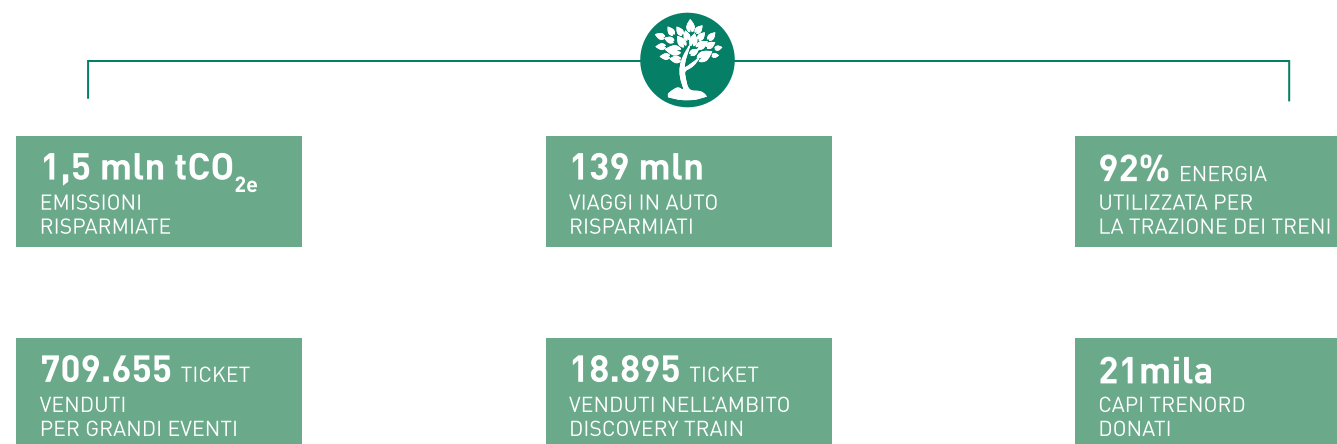 1,5 mln tCO2e
EMISSIONI
RISPARMIATE
139 mln
VIAGGI IN AUTO
RISPARMIATI
92% ENERGIA
UTILIZZATA PER
LA TRAZIONE DEI TRENI
709.655 TICKET
VENDUTI
PER GRANDI EVENTI
18.895 TICKET
VENDUTI NELL'AMBITO
DISCOVERY TRAIN
21mila
CAPI TRENORD
DONATI